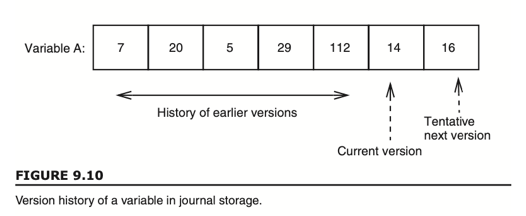 Variable A: 7 20 5 29 112 14 16
History of earlier versions
Tentative
next version
Current version
FIGURE 9.10
Version history of a variable in journal storage.